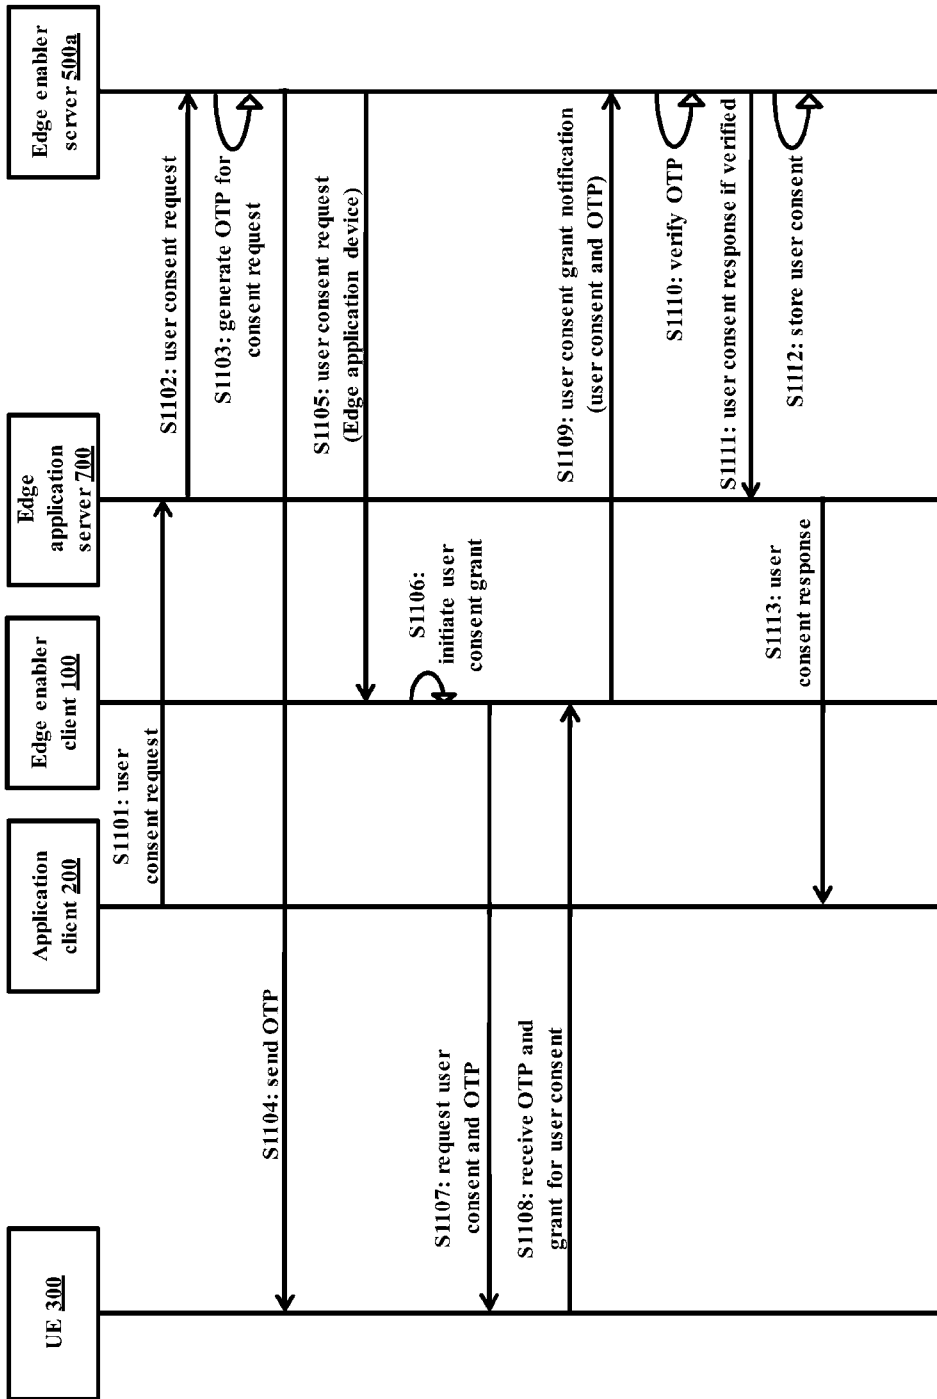 UE 300
Application
client 200
Edge enabler
client 100
Edge
application
server 700
Edge enabler
server 500a
S1101: user
consent request
S1102: user consent request
S1103: generate OTP for
consent request
S1104: send OTP
S1105: user consent request
(Edge application device)
S1106:
initiate user
consent grant
S1107: request user
consent and OTP
S1108: receive OTP and
grant for user consent
S1109: user consent grant notification
(user consent and OTP)
S1110: verify OTP
S1111: user consent response if verified
S1112: store user consent
S1113: user
consent response